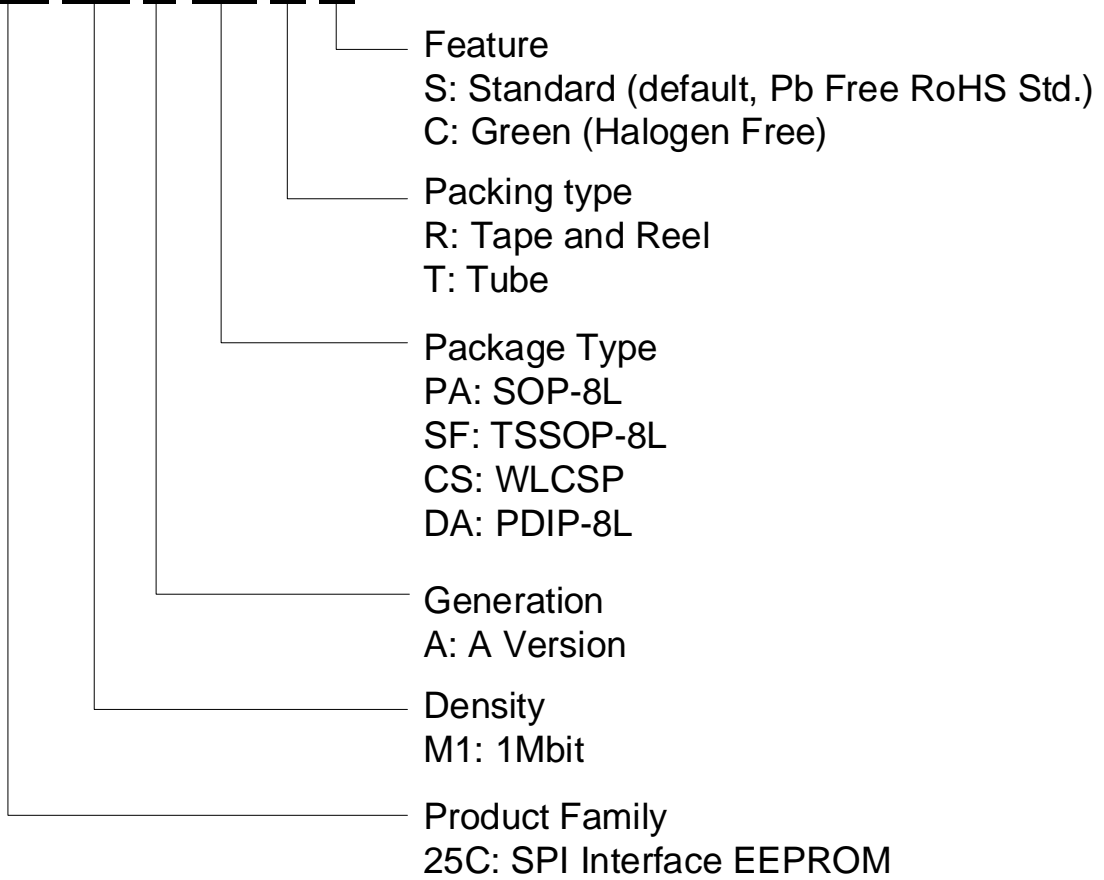 Feature
S: Standard (default, Pb Free RoHS Std.)
C: Green (Halogen Free)
Packing type
R: Tape and Reel
T: Tube
Package Type
PA: SOP-8L
SF: TSSOP-8L
CS: WLCSP
DA: PDIP-8L
Generation
A: A Version
Density
M1: 1Mbit
Product Family
25C: SPI Interface EEPROM